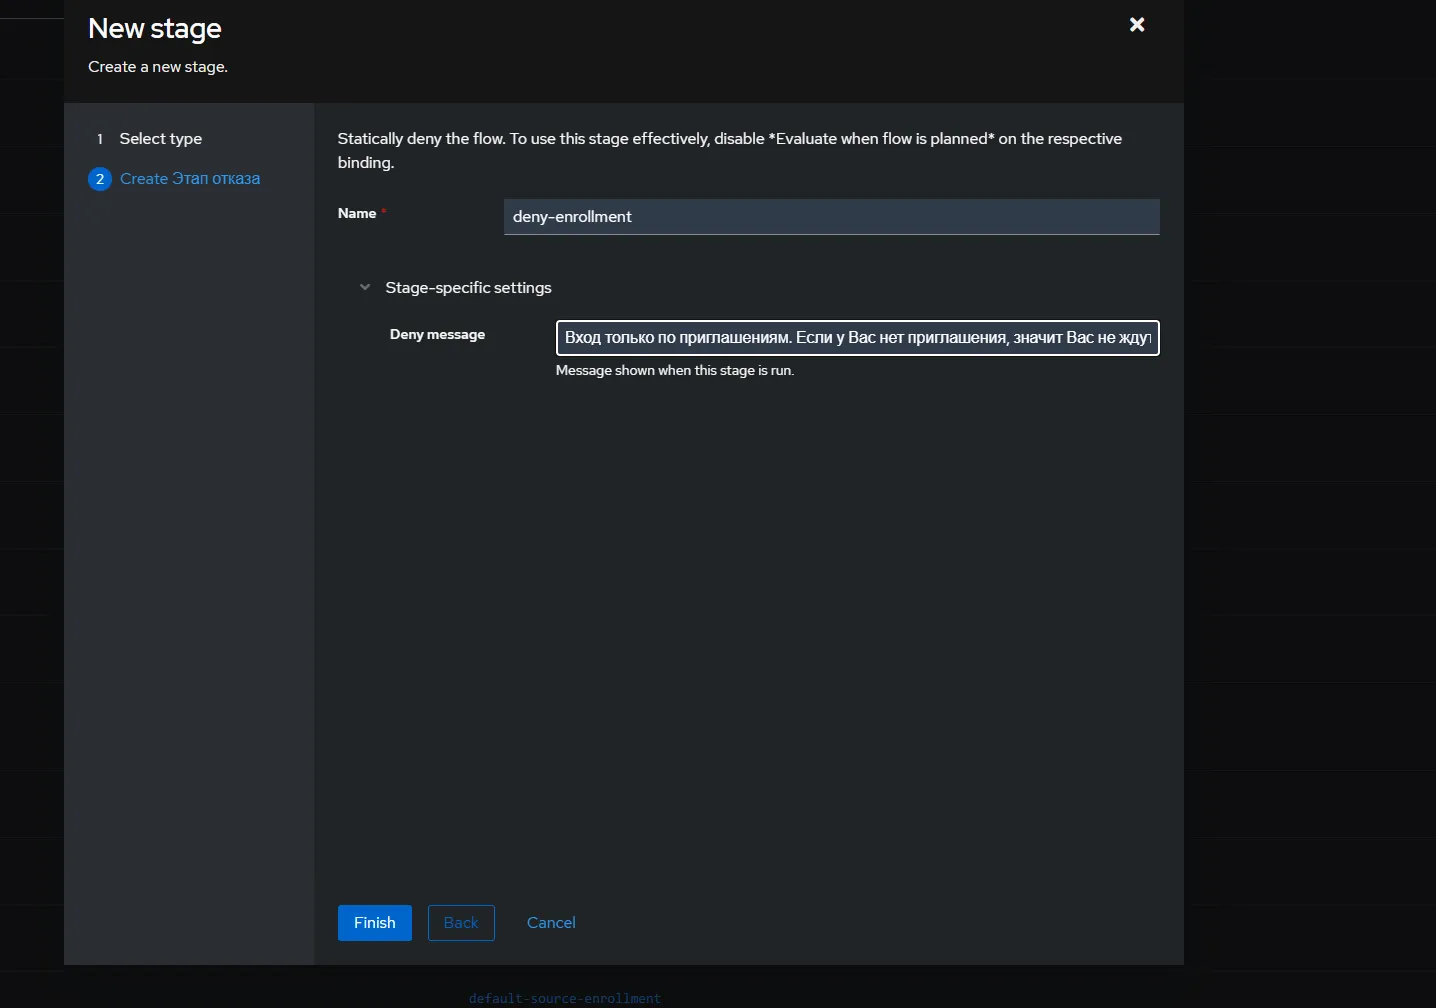 New stage
Create a new stage.
1 Select type
2 Create Этап отказа
Statically deny the flow. To use this stage effectively, disable *Evaluate when flow is planned* on the respective
binding.
Name *
deny-enrollment
Stage-specific settings
Deny message
Вход только по приглашениям. Если у Вас нет приглашения, значит Вас не ждут
Message shown when this stage is run.
Finish
Back
Cancel
default-source-enrollment